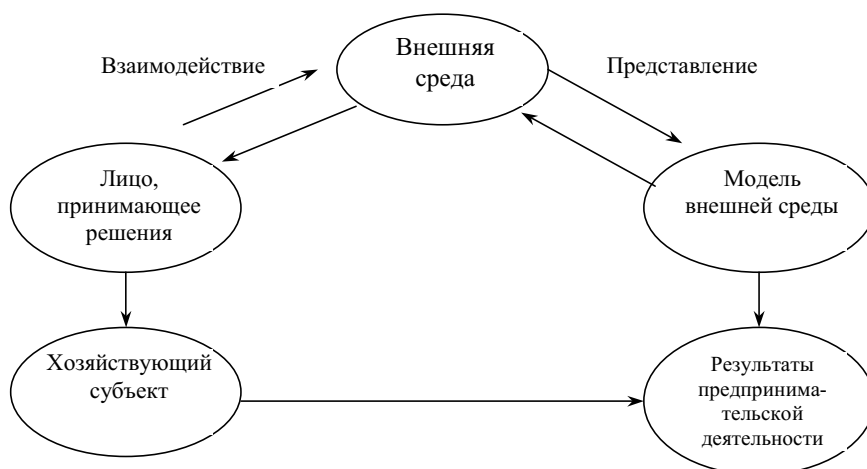 Взаимодействие
Внешняя
среда
Представление
Лицо,
принимающее
решения
Модель
внешней среды
Хозяйствующий
субъект
Результаты
предпринима-
тельской
деятельности